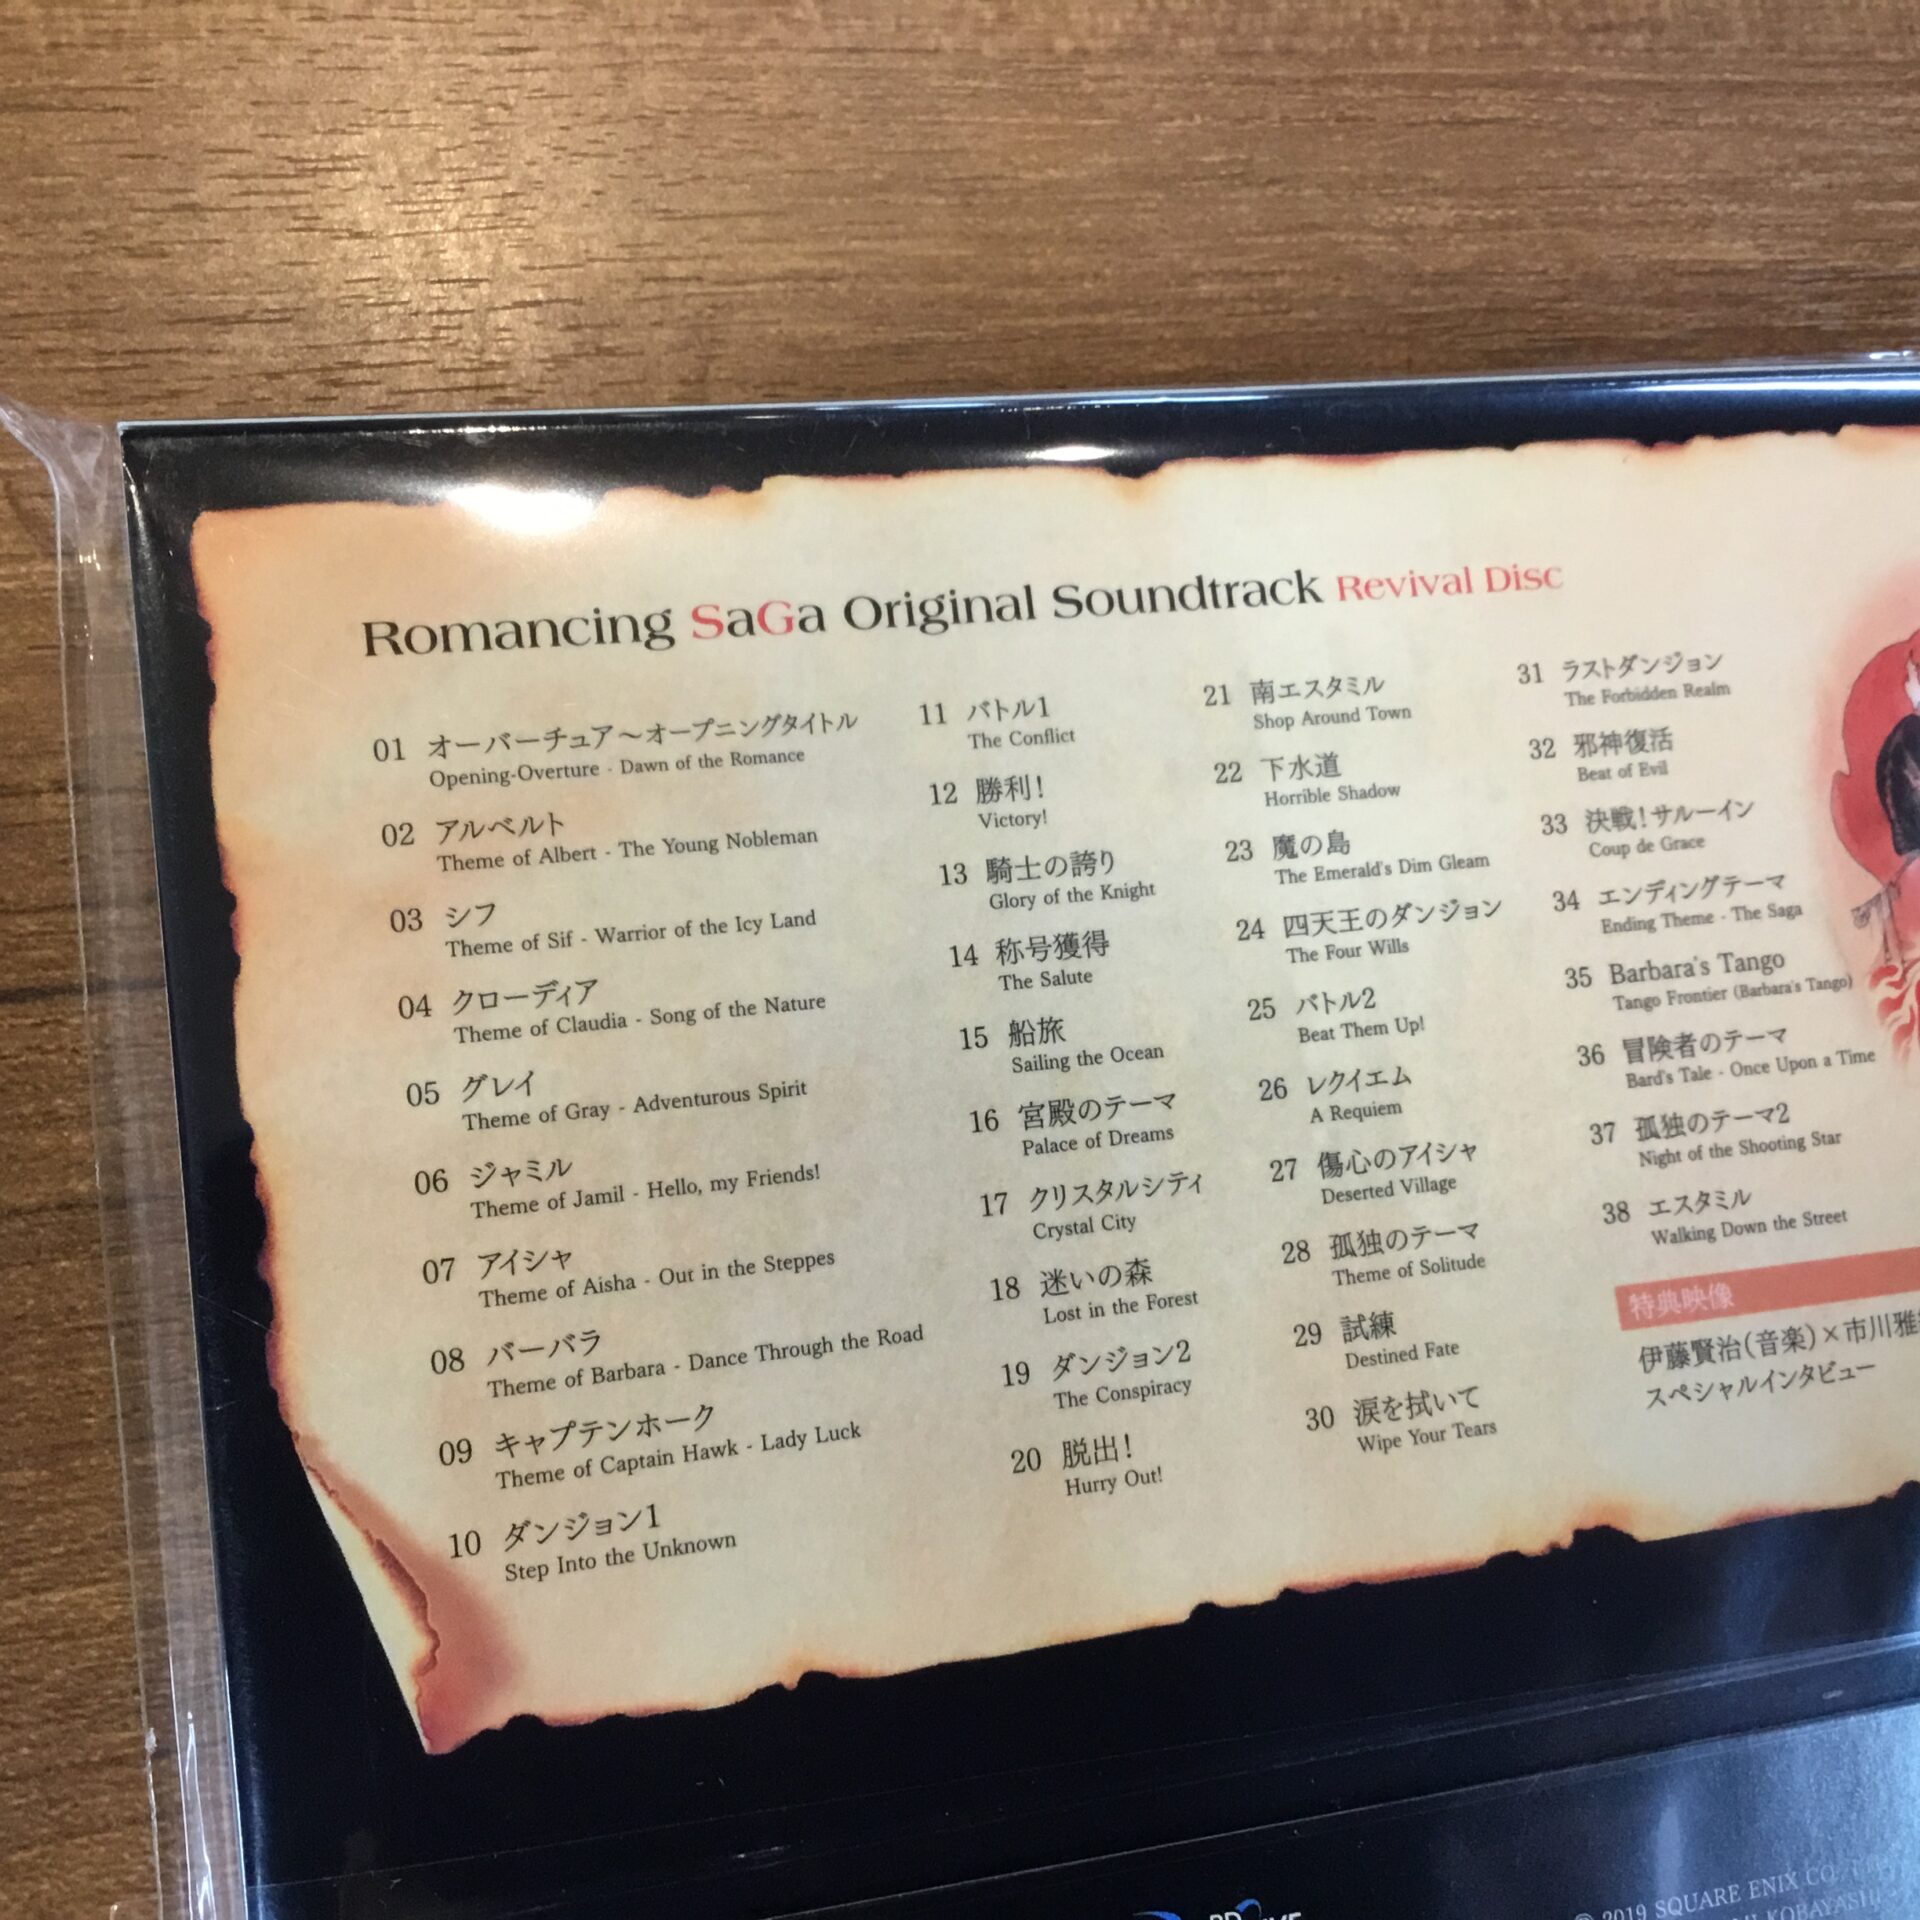 Romancing SaGa Original Soundtrack Revival Disc
01 オーバーチュア～オープニングタイトル
Opening-Overture - Dawn of the Romance
02 アルベルト
Theme of Albert - The Young Nobleman
03 シフ
Theme of Sif - Warrior of the Icy Land
04 クローディア
Theme of Claudia - Song of the Nature
05 グレイ
Theme of Gray - Adventurous Spirit
06 ジャミル
Theme of Jamil - Hello, my Friends!
07 アイシャ
Theme of Aisha - Out in the Steppes
08 バーバラ
Theme of Barbara - Dance Through the Road
09 キャプテンホーク
Theme of Captain Hawk - Lady Luck
10 ダンジョン1
Step Into the Unknown
11 バトル1
The Conflict
12 勝利！
Victory!
13 騎士の誇り
Glory of the Knight
14 称号獲得
The Salute
15 船旅
Sailing the Ocean
16 宮殿のテーマ
Palace of Dreams
17 クリスタルシティ
Crystal City
18 迷いの森
Lost in the Forest
19 ダンジョン2
The Conspiracy
20 脱出！
Hurry Out!
21 南エスタミル
Shop Around Town
22 下水道
Horrible Shadow
23 魔の島
The Emerald's Dim Gleam
24 四天王のダンジョン
The Four Wills
25 バトル2
Beat Them Up!
26 レクイエム
A Requiem
27 傷心のアイシャ
Deserted Village
28 孤独のテーマ
Theme of Solitude
29 試練
Destined Fate
30 涙を拭いて
Wipe Your Tears
31 ラストダンジョン
The Forbidden Realm
32 邪神復活
Beat of Evil
33 決戦！サルーイン
Coup de Grace
34 エンディングテーマ
Ending Theme - The Saga
35 Barbara's Tango
Tango Frontier (Barbara's Tango)
36 冒険者のテーマ
Bard's Tale - Once Upon a Time
37 孤独のテーマ2
Night of the Shooting Star
38 エスタミル
Walking Down the Street
特典映像
伊藤賢治（音楽）×市川雅
スペシャルインタビュー
© 2019 SQUARE ENIX CO.
KOBAYASHI